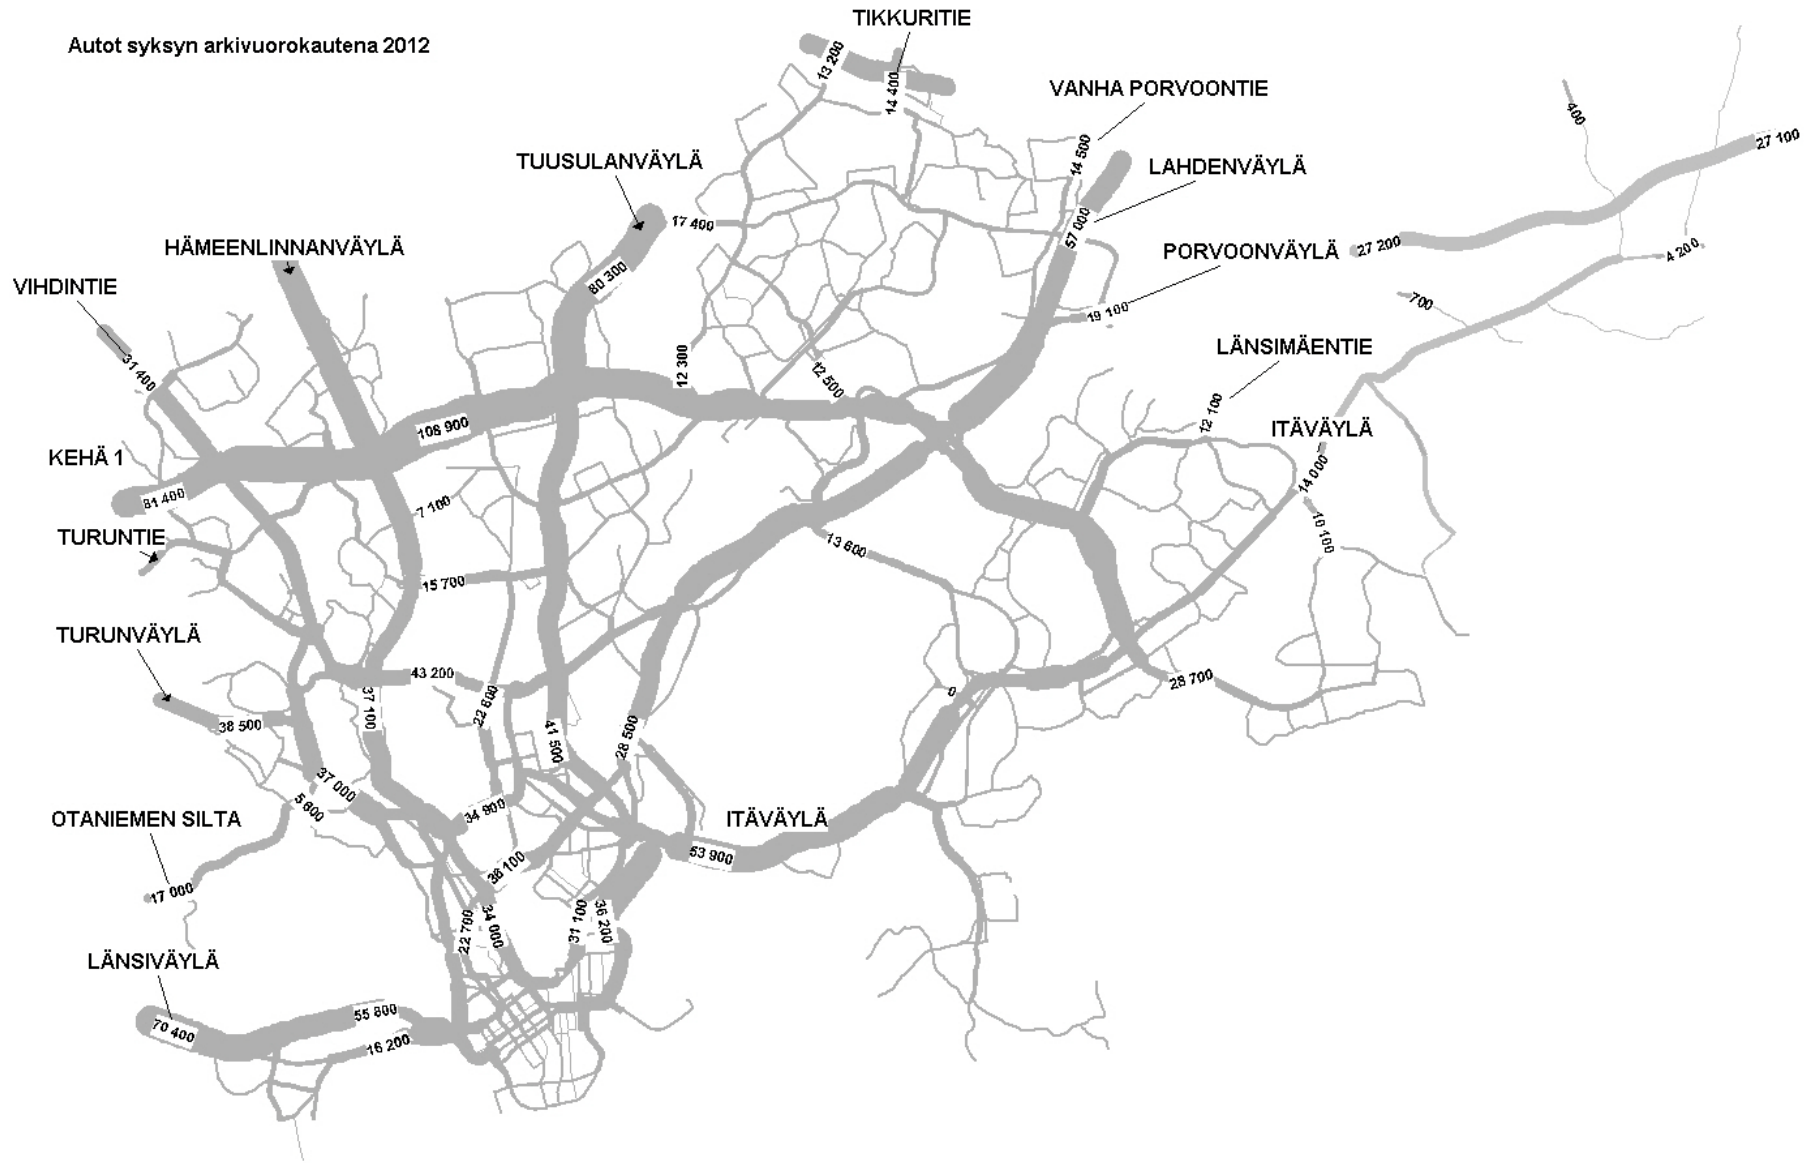 TIKKURITIE
Autot syksyn arkivuorokautena 2012
13 200
14 400
VANHA PORVOONTIE
400
27 100
14 500
TUUSULANVÄYLÄ
LAHDENVÄYLÄ
17 400
57 000
HÄMEENLINNANVÄYLÄ
PORVOONVÄYLÄ
27 200
4 200
80 300
VIHDINTIE
700
19 100
LÄNSIMÄENTIE
31 400
12 300
12 500
12 100
108 900
ITÄVÄYLÄ
KEHÄ 1
14 000
81 400
7 100
10 100
TURUNTIE
13 600
15 700
TURUNVÄYLÄ
43 200
28 700
0
37 100
22 800
38 500
41 500
28 500
37 000
5 800
34 900
OTANIEMEN SILTA
ITÄVÄYLÄ
53 900
38 100
17 000
22 700
34 000
31 100
36 200
LÄNSIVÄYLÄ
55 800
70 400
16 200